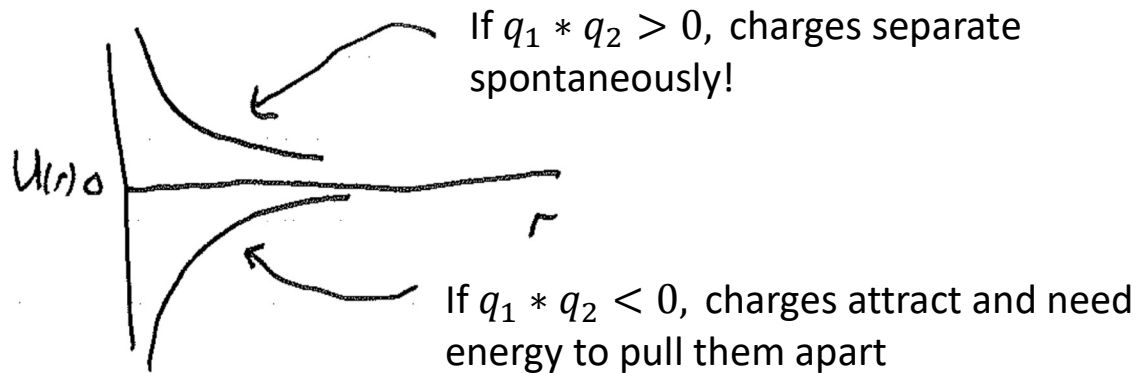 If q₁ * q₂ > 0, charges separate
spontaneously!
U(r) 0
r
If q₁ * q₂ < 0, charges attract and need
energy to pull them apart